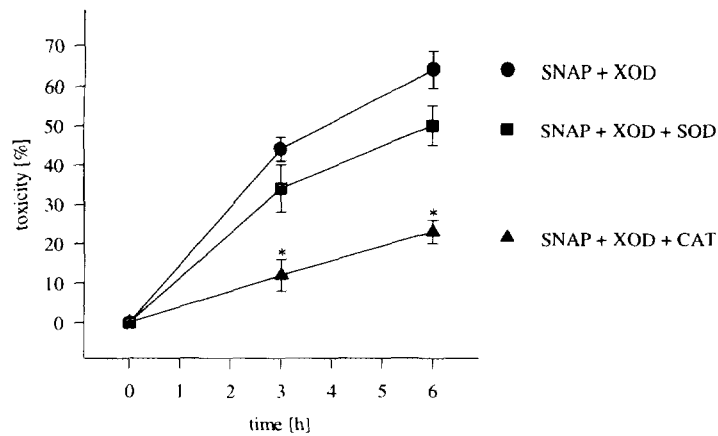 70
60
50
40
30
20
10
0
toxicity [%]
0 1 2 3 4 5 6
time [h]
*
*
SNAP + XOD
SNAP + XOD + SOD
SNAP + XOD + CAT